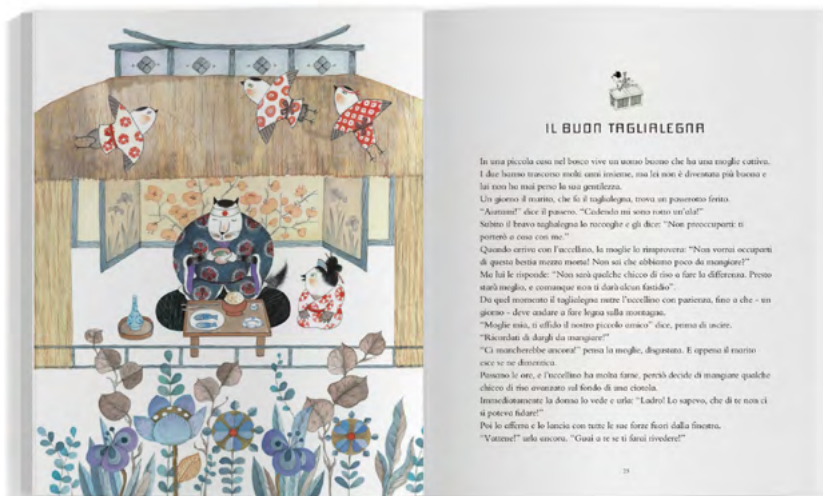 IL BUON TAGLIALEGNA
In una piccola casa nel bosco vive un uomo buono che ha una moglie cattiva.
I due hanno trascorso molti anni insieme, ma lei non è diventata più buona e
lui non ha mai perso la sua gentilezza.
Un giorno il marito, che fa il taglialegna, trova un passerotto ferito.
“Aiutami!” dice il passero. “Cadendo mi sono rotto un’ala!”
Subito il bravo taglialegna lo raccoglie e gli dice: “Non preoccuparti: ti
porterò a casa con me.”
Quando arriva con l’uccellino, la moglie lo rimprovera: “Non vorrai occuparti
di questa bestia mezza morta! Non sai che abbiamo poco da mangiare?”
Ma lui le risponde: “Non sarà qualche chicco di riso a fare la differenza. Presto
starà meglio, e comunque non ti darà alcun fastidio”.
Da quel momento il taglialegna nutre l’uccellino con pazienza, fino a che - un
giorno - deve andare a fare legna sulla montagna.
“Moglie mia, ti affido il nostro piccolo amico” dice, prima di uscire.
“Ricordati di dargli da mangiare!”
“Ci mancherebbe ancora!” pensa la moglie, disgustata. E appena il marito
esce se ne dimentica.
Passano le ore, e l’uccellino ha molta fame, perciò decide di mangiare qualche
chicco di riso avanzato sul fondo di una ciotola.
Immediatamente la donna lo vede e urla: “Ladro! Lo sapevo, che di te non ci
si poteva fidare!”
Poi lo afferra e lo lancia con tutte le sue forze fuori dalla finestra.
“Vattene!” urla ancora. “Guai a te se ti farai rivedere!”